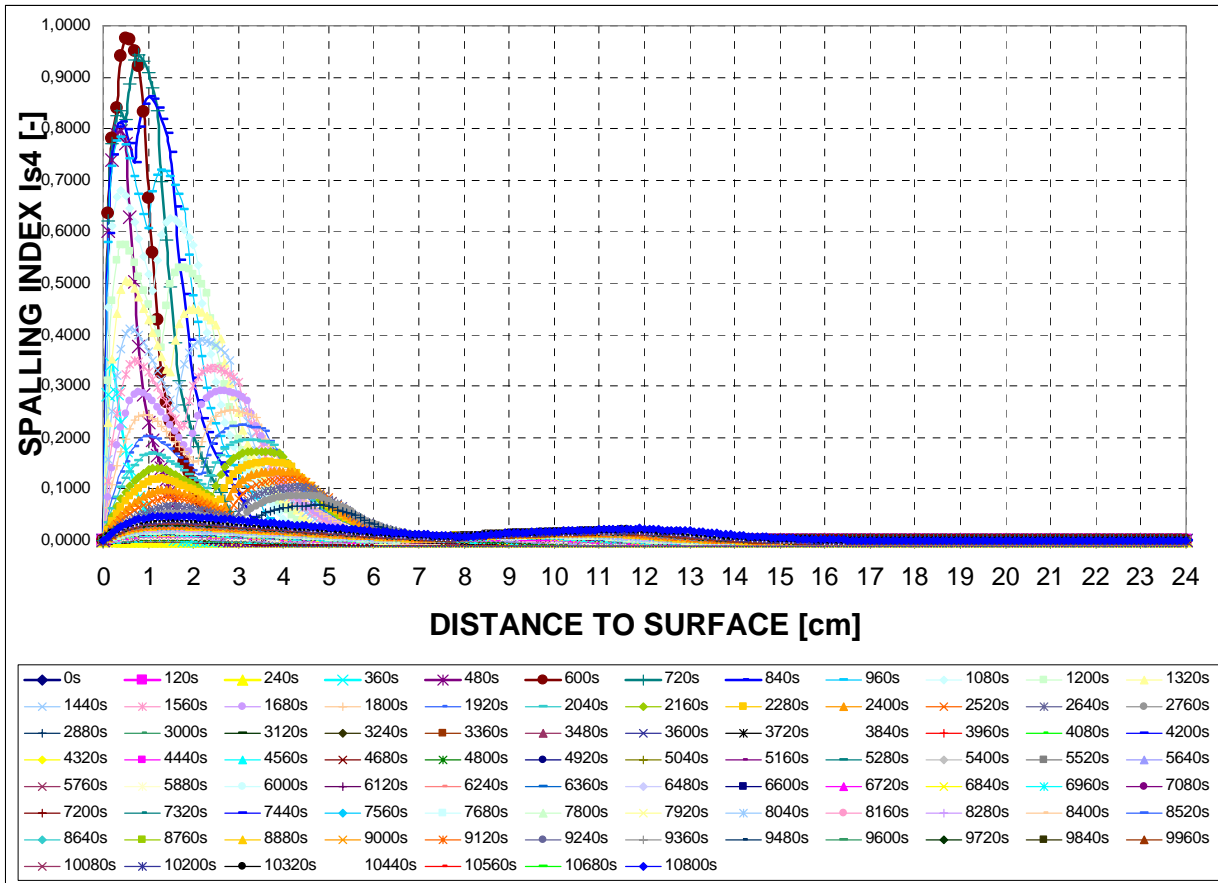 1,0000
0,9000
0,8000
0,7000
0,6000
0,5000
0,4000
0,3000
0,2000
0,1000
0,0000
SPALLING INDEX Is4 [-]
0 1 2 3 4 5 6 7 8 9 10 11 12 13 14 15 16 17 18 19 20 21 22 23 24
DISTANCE TO SURFACE [cm]
0s 120s 240s 360s 480s 600s 720s 840s 960s 1080s 1200s 1320s
1440s 1560s 1680s 1800s 1920s 2040s 2160s 2280s 2400s 2520s 2640s 2760s
2880s 3000s 3120s 3240s 3360s 3480s 3600s 3720s 3840s 3960s 4080s 4200s
4320s 4440s 4560s 4680s 4800s 4920s 5040s 5160s 5280s 5400s 5520s 5640s
5760s 5880s 6000s 6120s 6240s 6360s 6480s 6600s 6720s 6840s 6960s 7080s
7200s 7320s 7440s 7560s 7680s 7800s 7920s 8040s 8160s 8280s 8400s 8520s
8640s 8760s 8880s 9000s 9120s 9240s 9360s 9480s 9600s 9720s 9840s 9960s
10080s 10200s 10320s 10440s 10560s 10680s 10800s